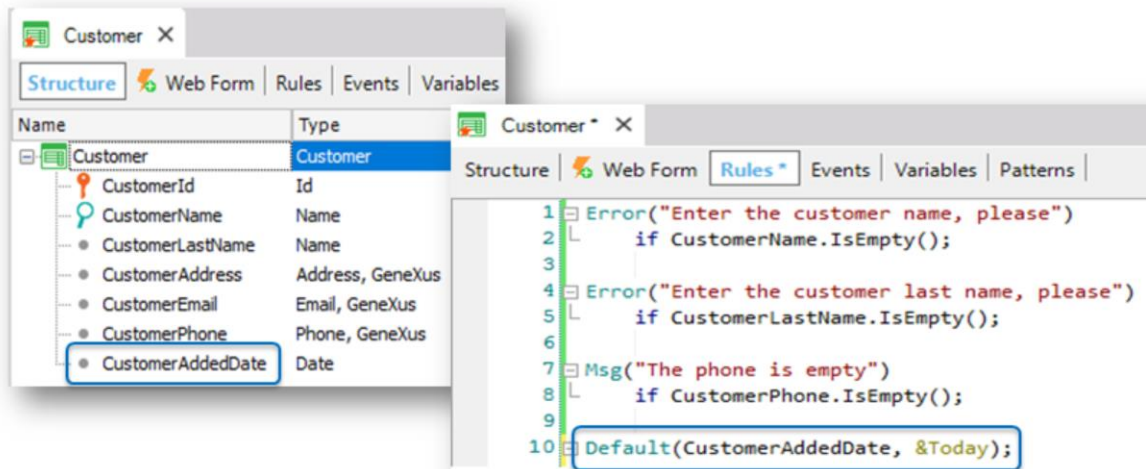 Customer
Structure Web Form Rules Events Variables
Name Type
Customer Customer
CustomerId Id
CustomerName Name
CustomerLastName Name
CustomerAddress Address, GeneXus
CustomerEmail Email, GeneXus
CustomerPhone Phone, GeneXus
CustomerAddedDate Date
Customer *
Structure Web Form Rules * Events Variables Patterns
1 Error("Enter the customer name, please")
2 if CustomerName.IsEmpty();
3
4 Error("Enter the customer last name, please")
5 if CustomerLastName.IsEmpty();
6
7 Msg("The phone is empty")
8 if CustomerPhone.IsEmpty();
9
10 Default(CustomerAddedDate, &Today);